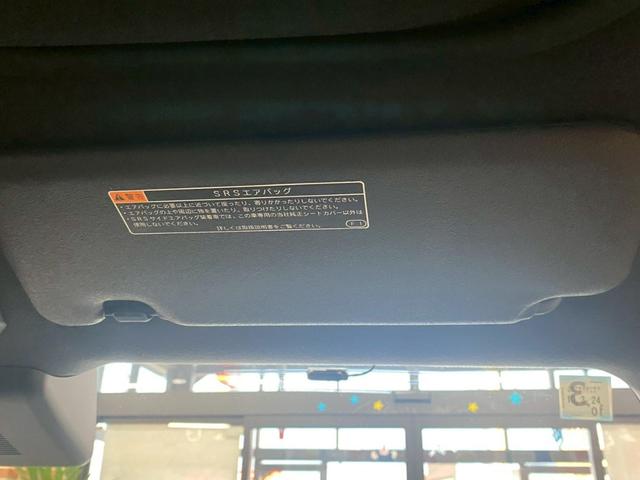 警告
SRSエアバッグ
・エアバッグに必要以上に近づいて座ったり、寄りかかったりしないでください。
・エアバッグの上や周辺に物を置いたり、取りつけたりしないでください。
・SRSサイドエアバッグ装着車では、この車専用の当社純正シートカバー以外は
使用しないでください。
詳しくは取扱説明書をご覧ください。
8
24